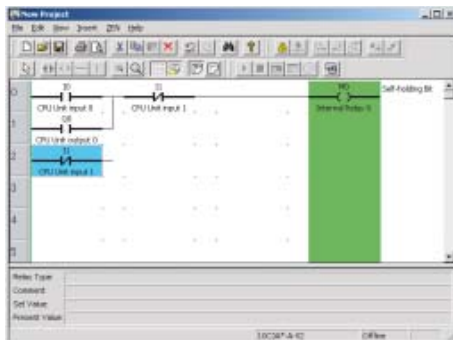 New Project
File Edit View Insert ZEN Help
0
I0
I1
M0
Self-holding Bit
CPU Unit input 0
CPU Unit input 1
Internal Relay 0
1
Q0
CPU Unit output 0
2
I1
CPU Unit input 1
3
4
5
Relay Type
Comment
Set Value
Present Value
Offline